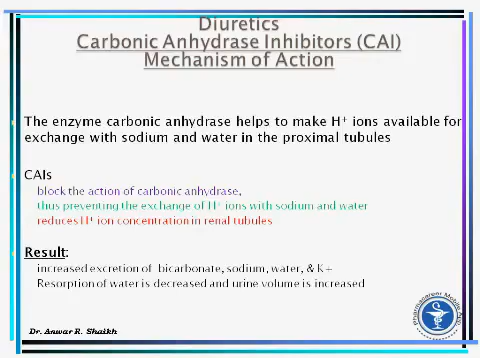 Diuretics
Carbonic Anhydrase Inhibitors (CAI)
Mechanism of Action
The enzyme carbonic anhydrase helps to make H+ ions available for
exchange with sodium and water in the proximal tubules
CAIs
block the action of carbonic anhydrase,
thus preventing the exchange of H+ ions with sodium and water
reduces H+ ion concentration in renal tubules
Result:
increased excretion of bicarbonate, sodium, water, & K+
Resorption of water is decreased and urine volume is increased
Dr. Anwar R. Shaikh